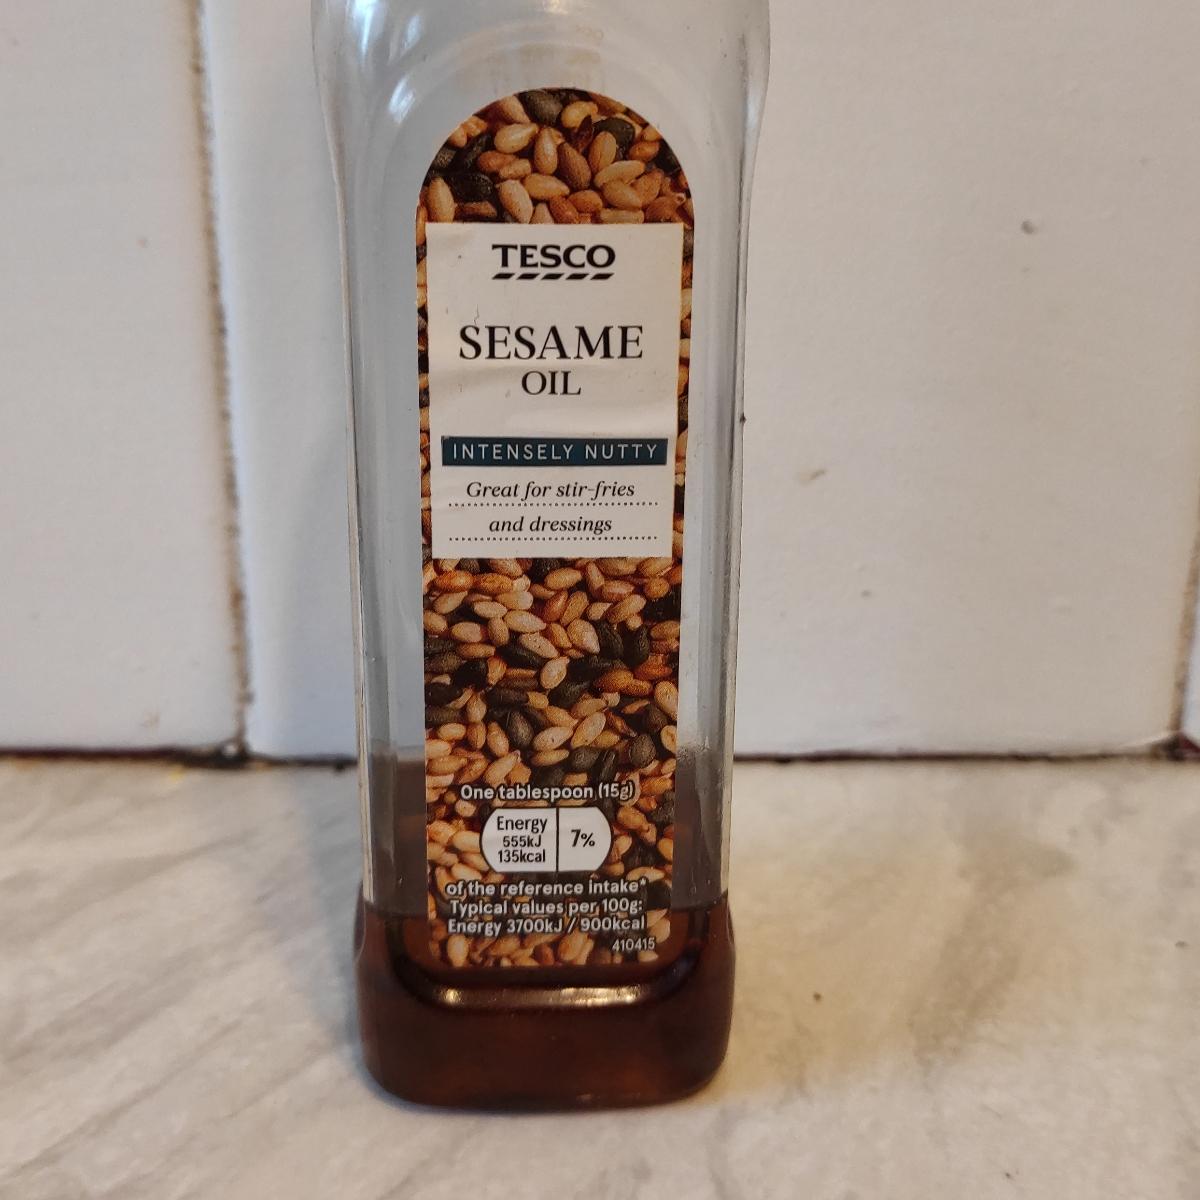 TESCO
SESAME
OIL
INTENSELY NUTTY
Great for stir-fries
and dressings
One tablespoon (15g)
Energy
555kJ
135kcal
7%
of the reference intake*
Typical values per 100g:
Energy 3700kJ / 900kcal
410415